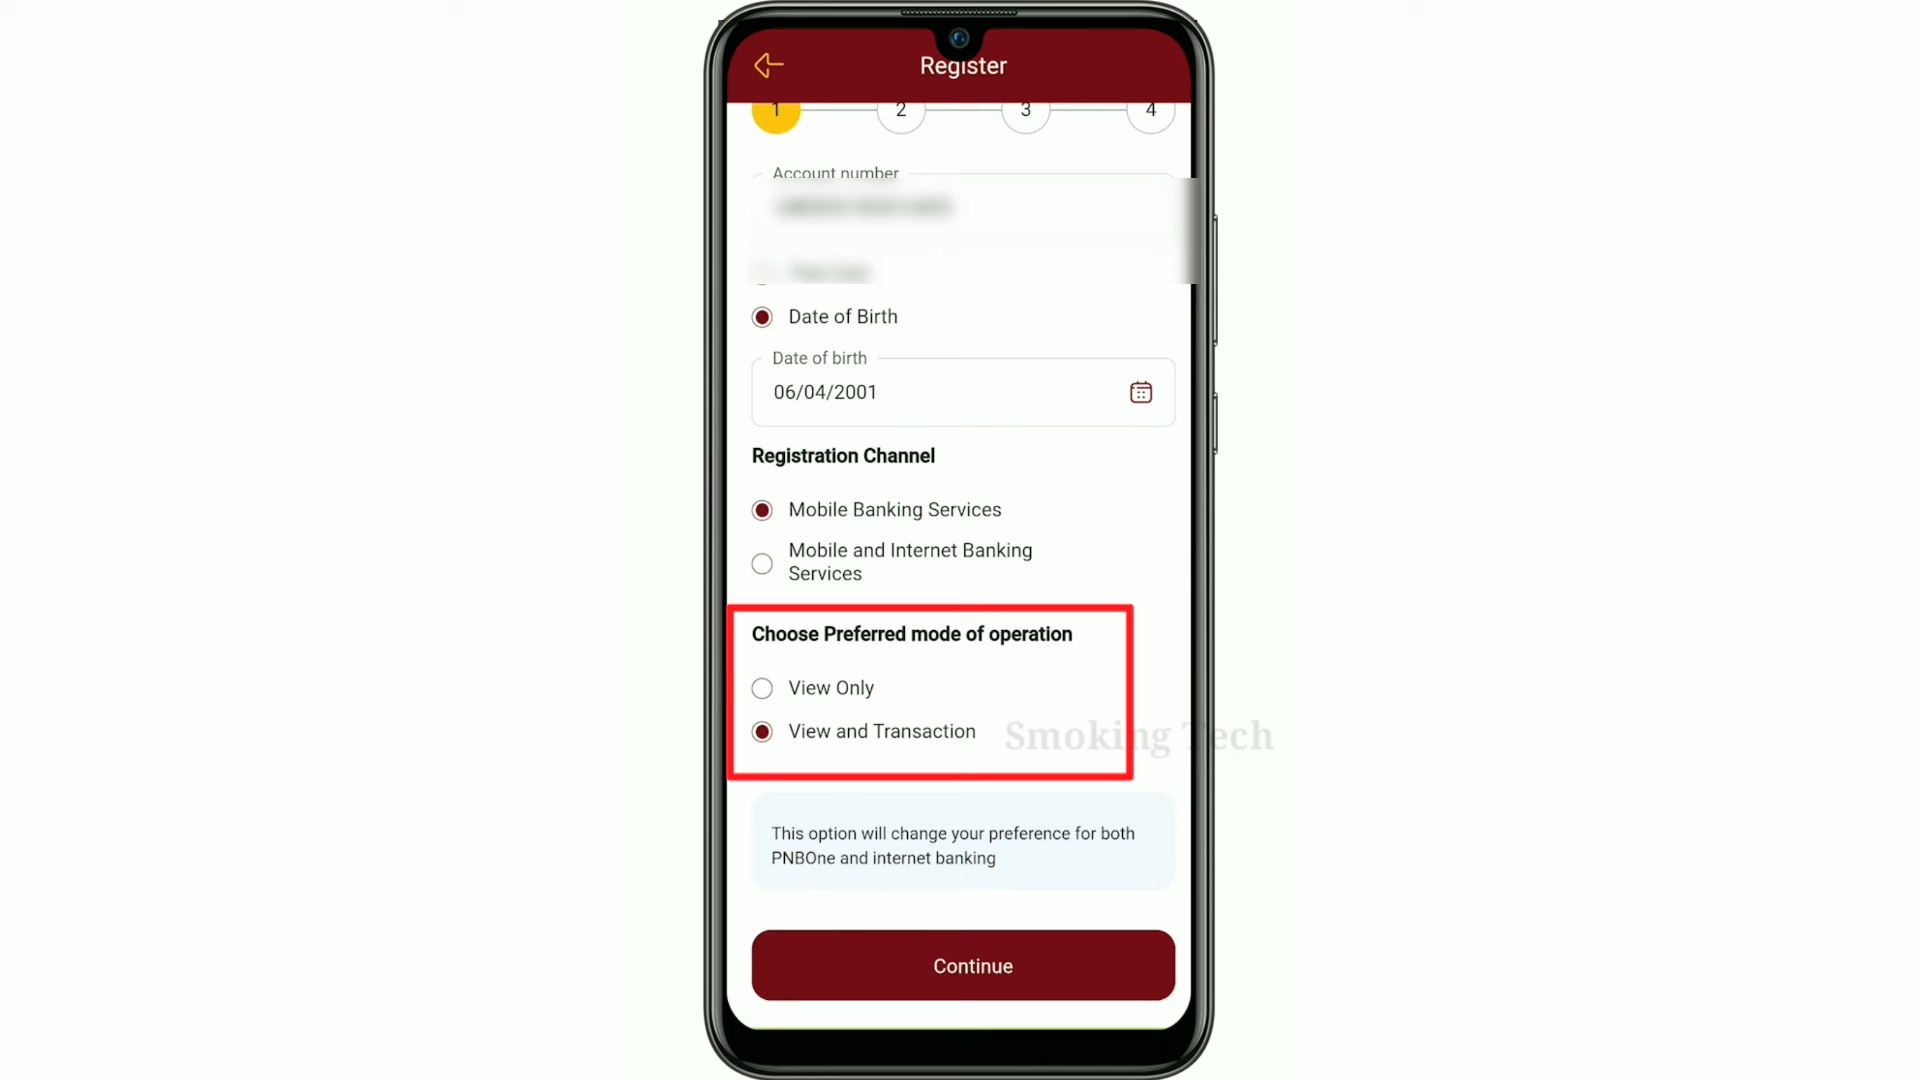 Register
1 2 3 4
Account number
Date of Birth
Date of birth
06/04/2001
Registration Channel
Mobile Banking Services
Mobile and Internet Banking
Services
Choose Preferred mode of operation
View Only
View and Transaction
Smoking Tech
This option will change your preference for both
PNBOne and internet banking
Continue